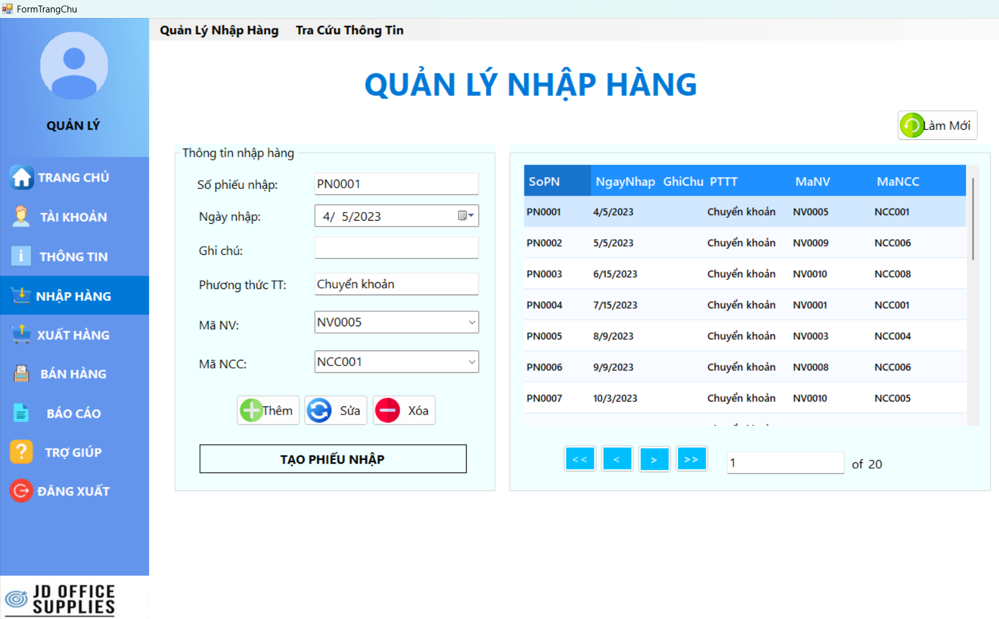 FormTrangChu
Quản Lý Nhập Hàng Tra Cứu Thông Tin
QUẢN LÝ
TRANG CHỦ
TÀI KHOẢN
THÔNG TIN
NHẬP HÀNG
XUẤT HÀNG
BÁN HÀNG
BÁO CÁO
TRỢ GIÚP
ĐĂNG XUẤT
JD OFFICE
SUPPLIES
QUẢN LÝ NHẬP HÀNG
Làm Mới
Thông tin nhập hàng
Số phiếu nhập: PN0001
Ngày nhập: 4/ 5/2023
Ghi chú:
Phương thức TT: Chuyển khoản
Mã NV: NV0005
Mã NCC: NCC001
Thêm Sửa Xóa
TẠO PHIẾU NHẬP
SoPN NgayNhap GhiChu PTTT MaNV MaNCC
PN0001 4/5/2023 Chuyển khoản NV0005 NCC001
PN0002 5/5/2023 Chuyển khoản NV0009 NCC006
PN0003 6/15/2023 Chuyển khoản NV0010 NCC008
PN0004 7/15/2023 Chuyển khoản NV0001 NCC001
PN0005 8/9/2023 Chuyển khoản NV0003 NCC004
PN0006 9/9/2023 Chuyển khoản NV0008 NCC006
PN0007 10/3/2023 Chuyển khoản NV0010 NCC005
<< < > >> 1 of 20